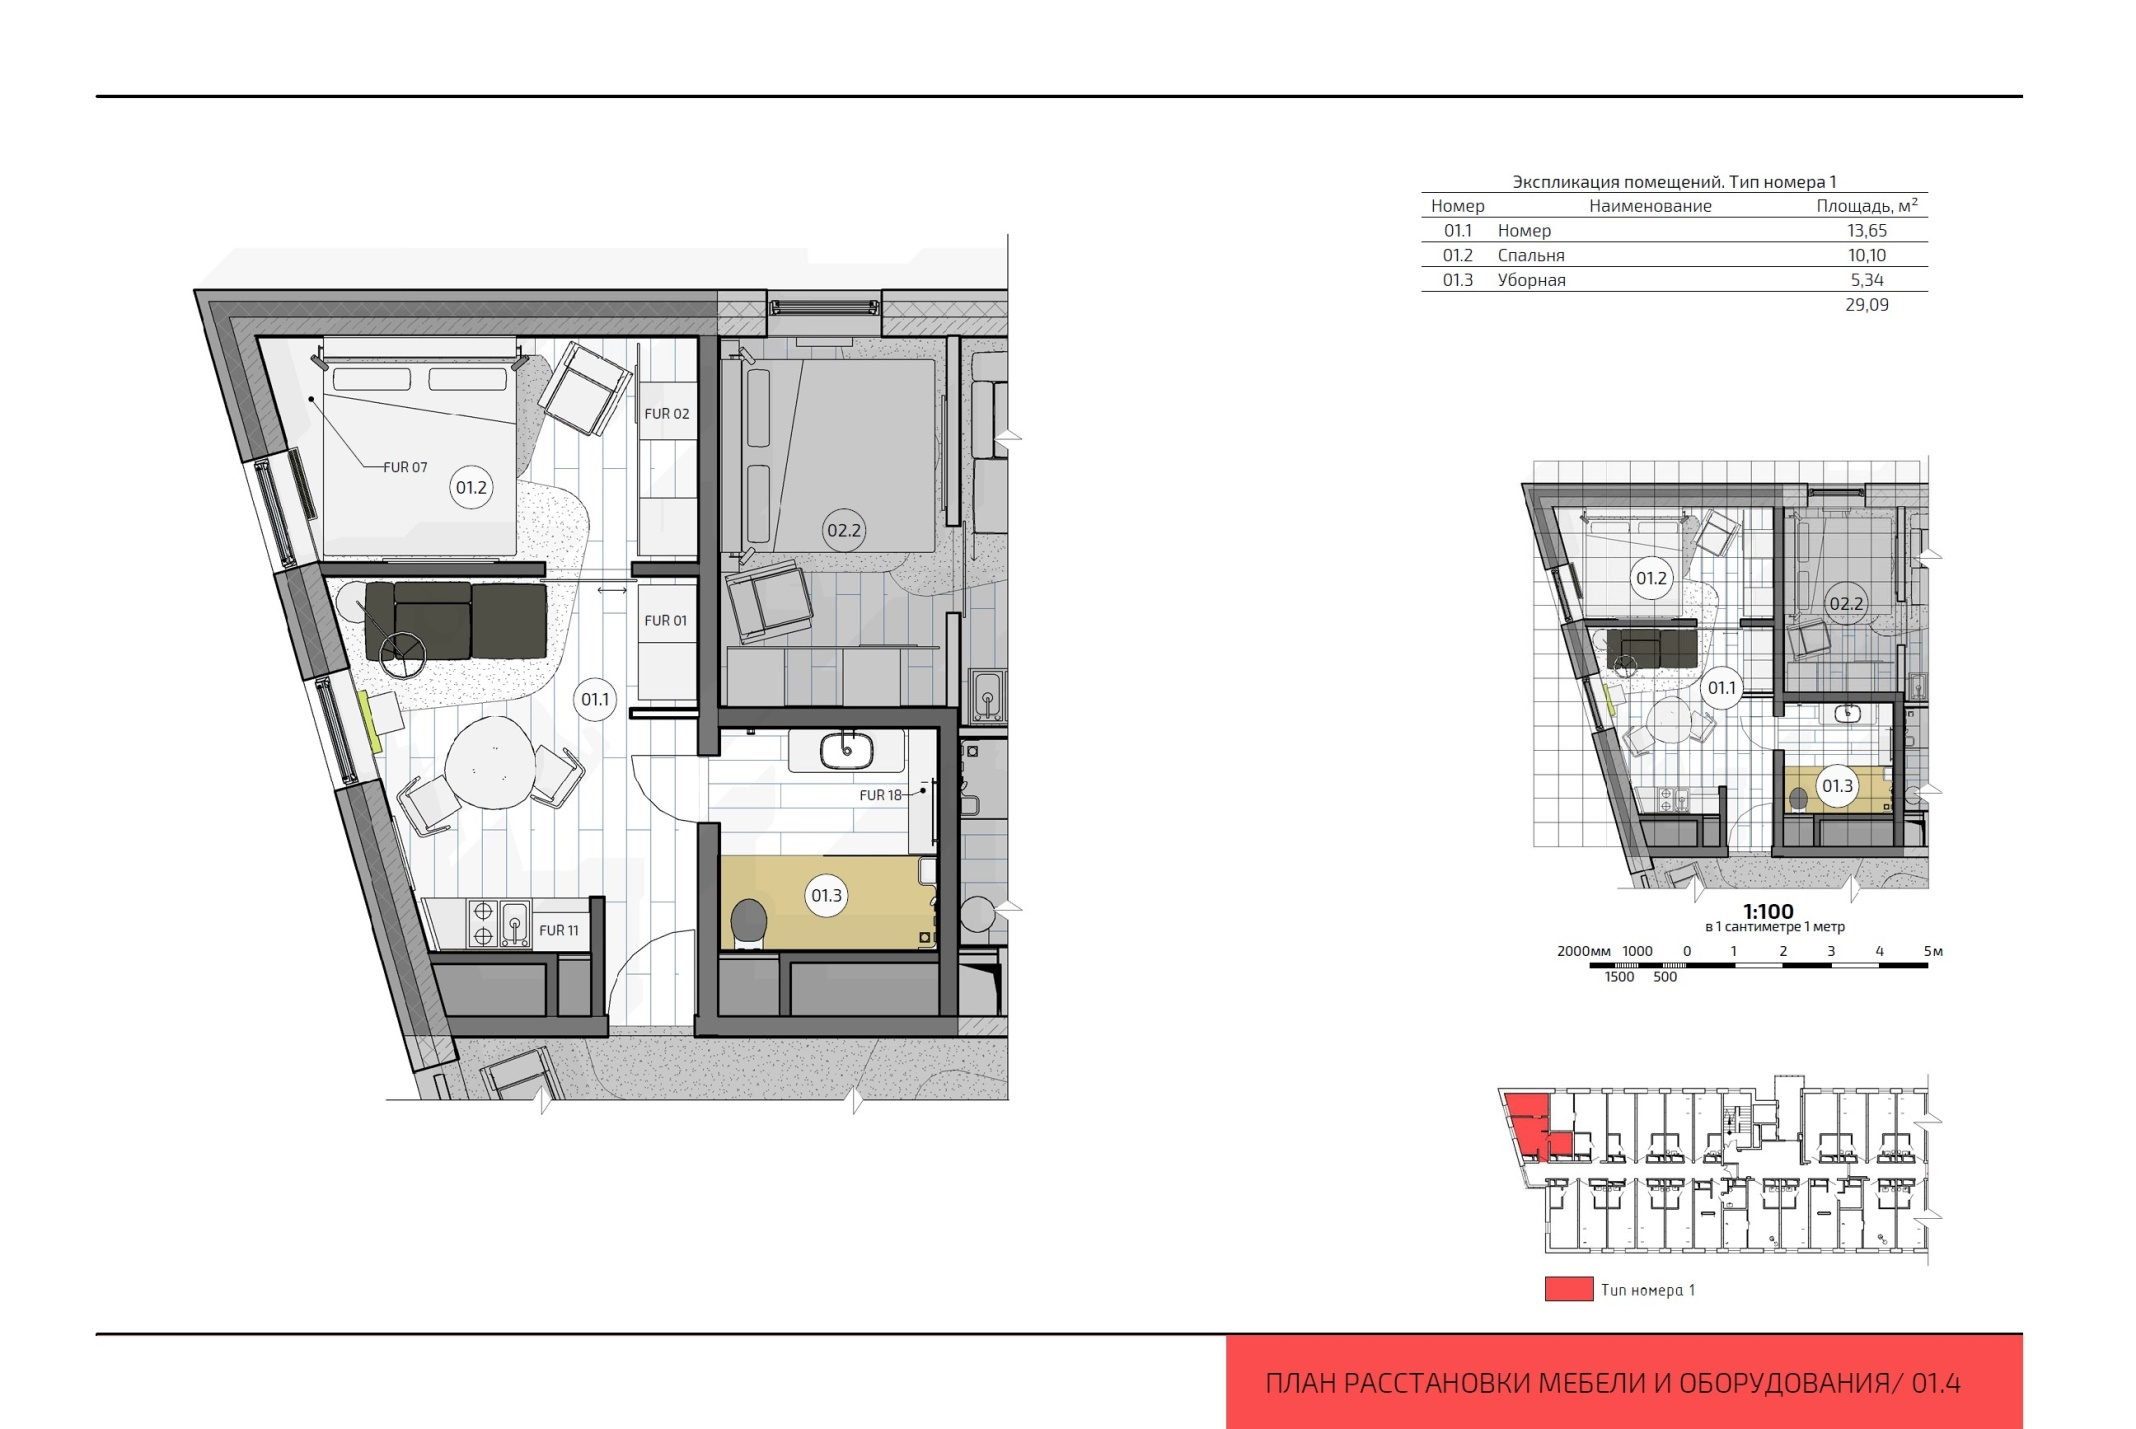 Экспликация помещений. Тип номера 1
Номер Наименование Площадь, м²
01.1 Номер 13,65
01.2 Спальня 10,10
01.3 Уборная 5,34
29,09
FUR 02
FUR 07
01.2
02.2
FUR 01
01.1
FUR 18
01.3
FUR 11
01.2
02.2
01.1
01.3
1:100
в 1 сантиметре 1 метр
2000мм 1000 0 1 2 3 4 5м
1500 500
Тип номера 1
ПЛАН РАССТАНОВКИ МЕБЕЛИ И ОБОРУДОВАНИЯ/ 01.4